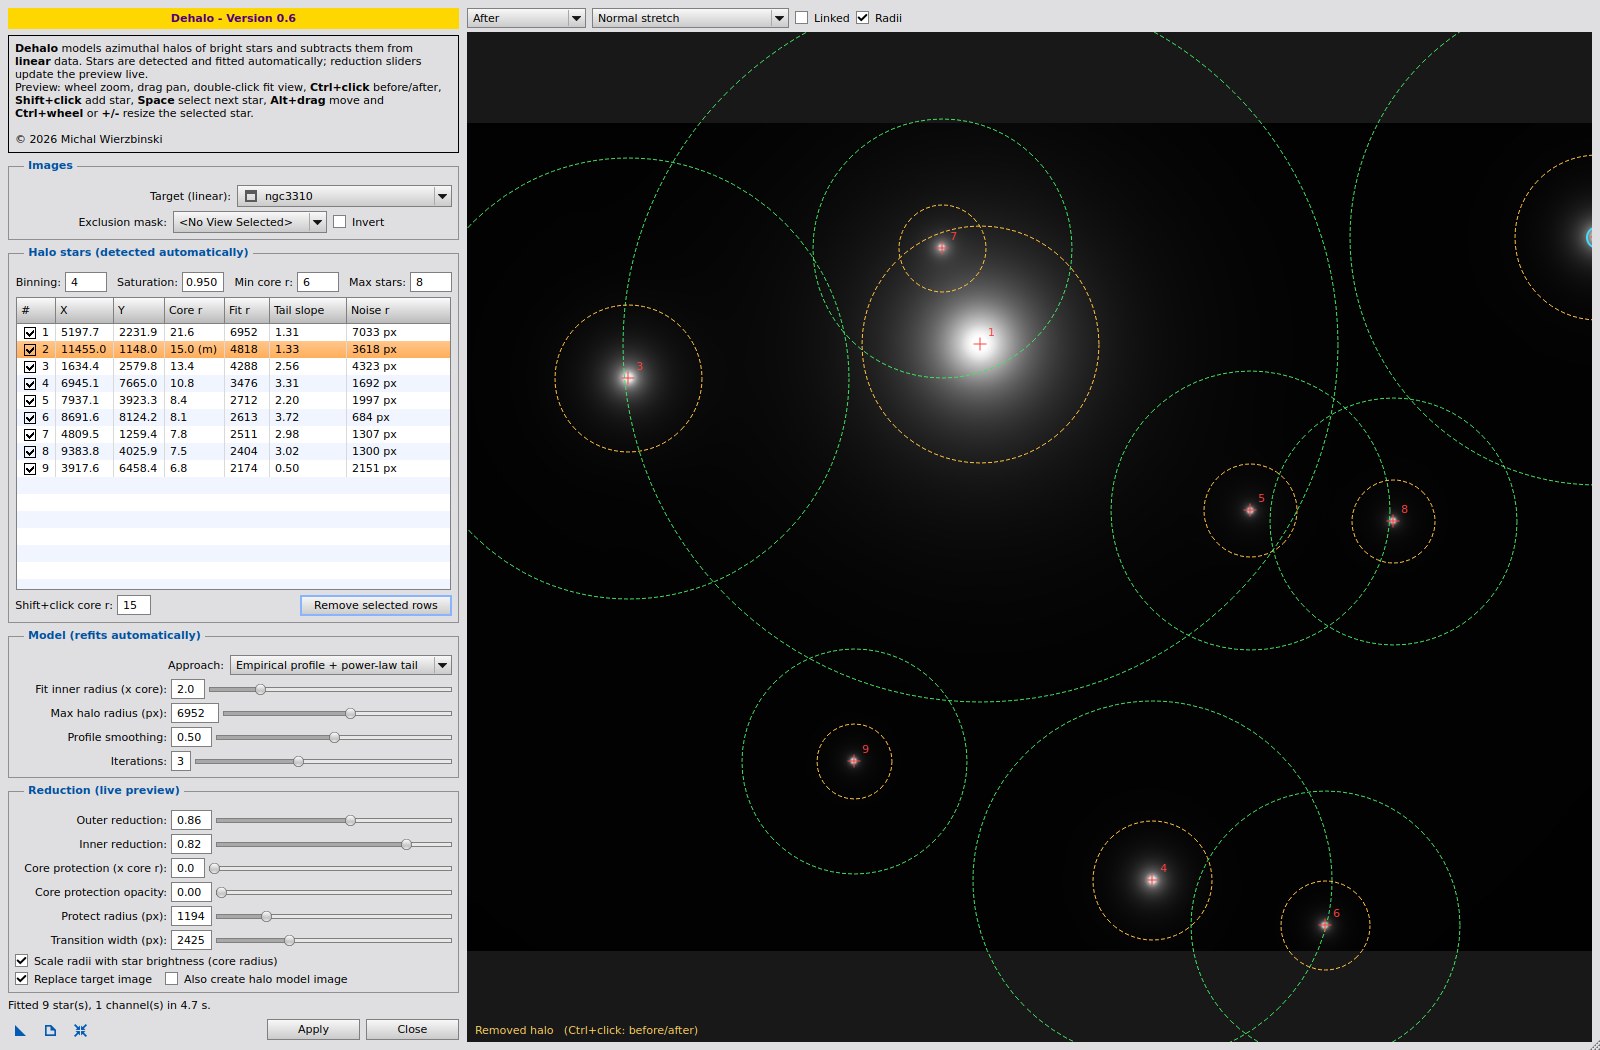 Dehalo - Version 0.6
Dehalo models azimuthal halos of bright stars and subtracts them from
linear data. Stars are detected and fitted automatically; reduction sliders
update the preview live.
Preview: wheel zoom, drag pan, double-click fit view, Ctrl+click before/after,
Shift+click add star, Space select next star, Alt+drag move and
Ctrl+wheel or +/- resize the selected star.
© 2026 Michal Wierzbinski
Images
Target (linear): ngc3310
Exclusion mask: <No View Selected> Invert
Halo stars (detected automatically)
Binning: 4 Saturation: 0.950 Min core r: 6 Max stars: 8
# X Y Core r Fit r Tail slope Noise r
1 5197.7 2231.9 21.6 6952 1.31 7033 px
2 11455.0 1148.0 15.0 (m) 4818 1.33 3618 px
3 1634.4 2579.8 13.4 4288 2.56 4323 px
4 6945.1 7665.0 10.8 3476 3.31 1692 px
5 7937.1 3923.3 8.4 2712 2.20 1997 px
6 8691.6 8124.2 8.1 2613 3.72 684 px
7 4809.5 1259.4 7.8 2511 2.98 1307 px
8 9383.8 4025.9 7.5 2404 3.02 1300 px
9 3917.6 6458.4 6.8 2174 0.50 2151 px
Shift+click core r: 15 Remove selected rows
Model (refits automatically)
Approach: Empirical profile + power-law tail
Fit inner radius (x core): 2.0
Max halo radius (px): 6952
Profile smoothing: 0.50
Iterations: 3
Reduction (live preview)
Outer reduction: 0.86
Inner reduction: 0.82
Core protection (x core r): 0.0
Core protection opacity: 0.00
Protect radius (px): 1194
Transition width (px): 2425
Scale radii with star brightness (core radius)
Replace target image Also create halo model image
Fitted 9 star(s), 1 channel(s) in 4.7 s.
Apply Close
After Normal stretch Linked Radii
7
1
3
5
8
9
4
6
Removed halo (Ctrl+click: before/after)